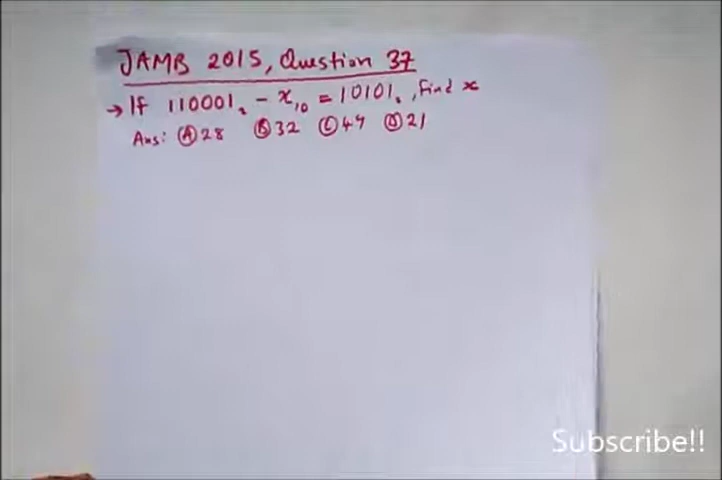 JAMB 2015, Question 37
→ If 110001₂ - x₁₀ = 10101₂, Find x
Ans: Ⓐ 28 Ⓑ 32 Ⓒ 49 Ⓓ 21
Subscribe!!